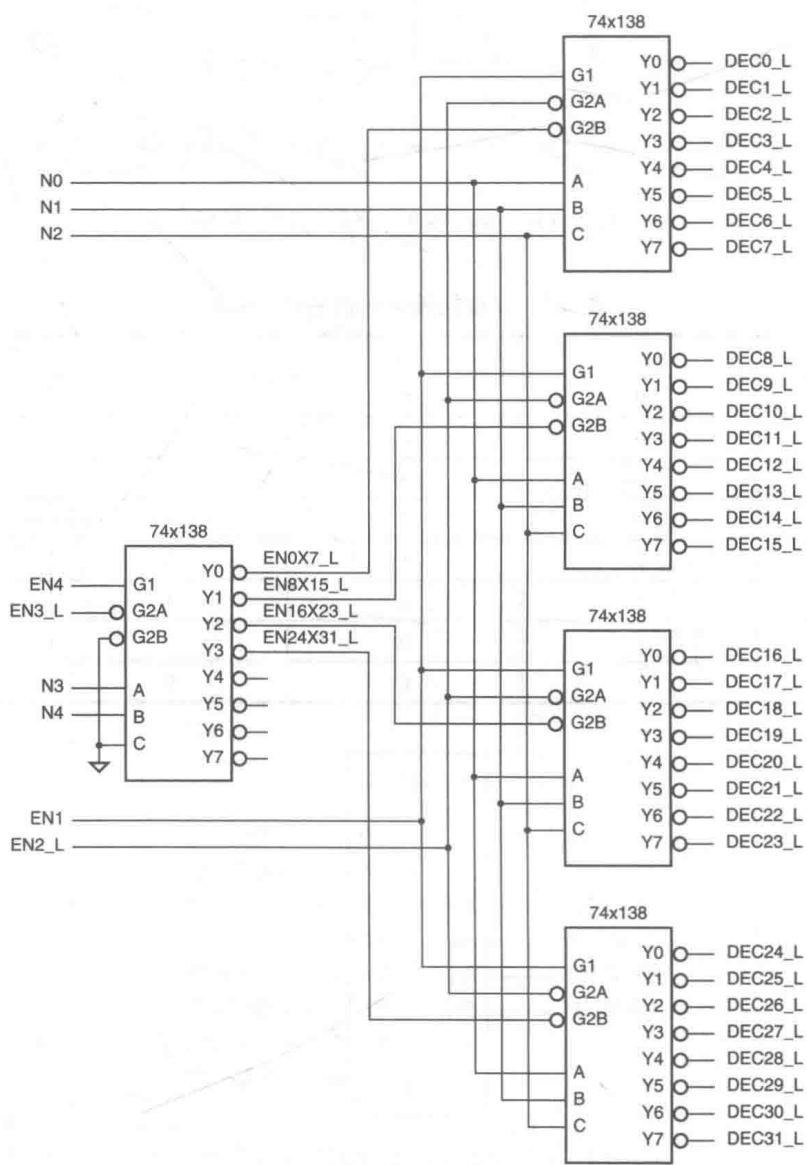 74x138
G1
G2A
G2B
A
B
C
Y0
Y1
Y2
Y3
Y4
Y5
Y6
Y7
DEC0_L
DEC1_L
DEC2_L
DEC3_L
DEC4_L
DEC5_L
DEC6_L
DEC7_L
N0
N1
N2
74x138
G1
G2A
G2B
A
B
C
Y0
Y1
Y2
Y3
Y4
Y5
Y6
Y7
DEC8_L
DEC9_L
DEC10_L
DEC11_L
DEC12_L
DEC13_L
DEC14_L
DEC15_L
74x138
EN4
EN3_L
N3
N4
G1
G2A
G2B
A
B
C
Y0
Y1
Y2
Y3
Y4
Y5
Y6
Y7
EN0X7_L
EN8X15_L
EN16X23_L
EN24X31_L
EN1
EN2_L
74x138
G1
G2A
G2B
A
B
C
Y0
Y1
Y2
Y3
Y4
Y5
Y6
Y7
DEC16_L
DEC17_L
DEC18_L
DEC19_L
DEC20_L
DEC21_L
DEC22_L
DEC23_L
74x138
G1
G2A
G2B
A
B
C
Y0
Y1
Y2
Y3
Y4
Y5
Y6
Y7
DEC24_L
DEC25_L
DEC26_L
DEC27_L
DEC28_L
DEC29_L
DEC30_L
DEC31_L